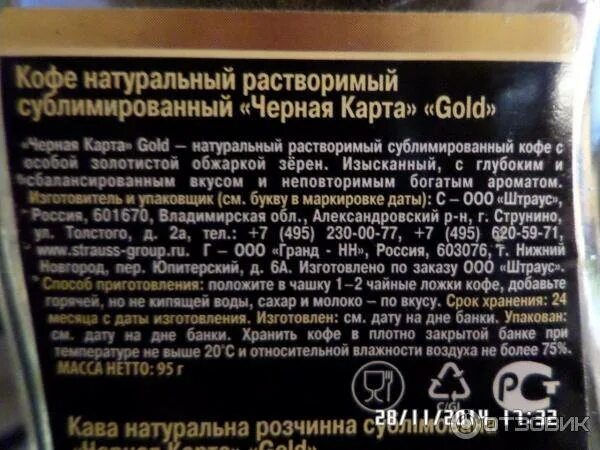 Кофе натуральный растворимый
сублимированный «Черная Карта» «Gold»
«Черная Карта» Gold — натуральный растворимый сублимированный кофе с
особой золотистой обжаркой зёрен. Изысканный, с глубоким и
сбалансированным вкусом и неповторимым богатым ароматом.
Изготовитель и упаковщик (см. букву в маркировке даты): С — ООО «Штраус»,
Россия, 601670, Владимирская обл., Александровский р-н, г. Струнино,
ул. Толстого, д. 2а, тел.: +7 (495) 230-00-77, +7 (495) 620-59-71,
www.strauss-group.ru. Г — ООО «Гранд - НН», Россия, 603076, г. Нижний
Новгород, пер. Юпитерский, д. 6А. Изготовлено по заказу ООО «Штраус».
Способ приготовления: положите в чашку 1–2 чайные ложки кофе, добавьте
горячей, но не кипящей воды, сахар и молоко – по вкусу. Срок хранения: 24
месяца с даты изготовления. Изготовлен: см. дату на дне банки. Упакован:
см. дату на дне банки. Хранить кофе в плотно закрытой банке при
температуре не выше 20°С и относительной влажности воздуха не более 75%.
МАССА НЕТТО: 95 г
C/GL
РСТ
28/11/2014 17:32
ОТЗОВИК
Кава натуральна розчинна сублімована
«Чорна Карта» «Gold»